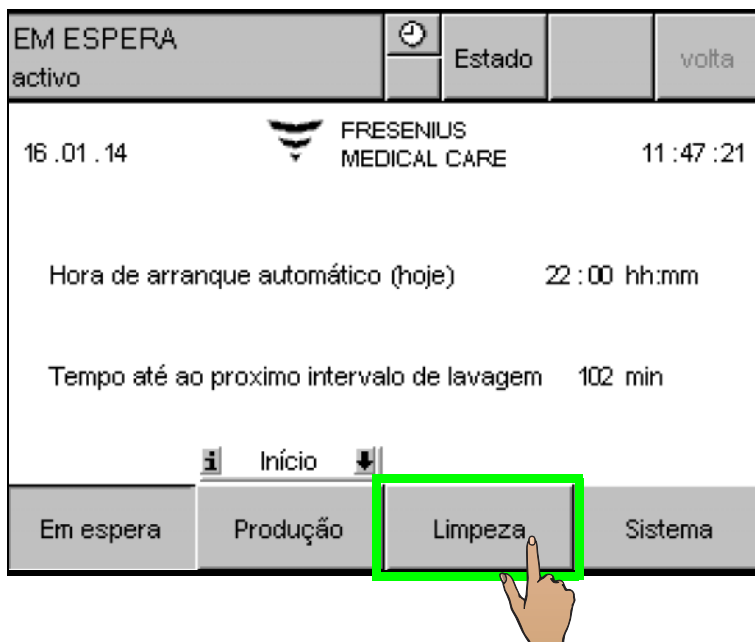 EM ESPERA
activo
Estado
volta
16 .01 . 14
FRESENIUS
MEDICAL CARE
11 :47 :21
Hora de arranque automático (hoje) 22 : 00 hh:mm
Tempo até ao proximo intervalo de lavagem 102 min
i Início
Em espera
Produção
Limpeza
Sistema